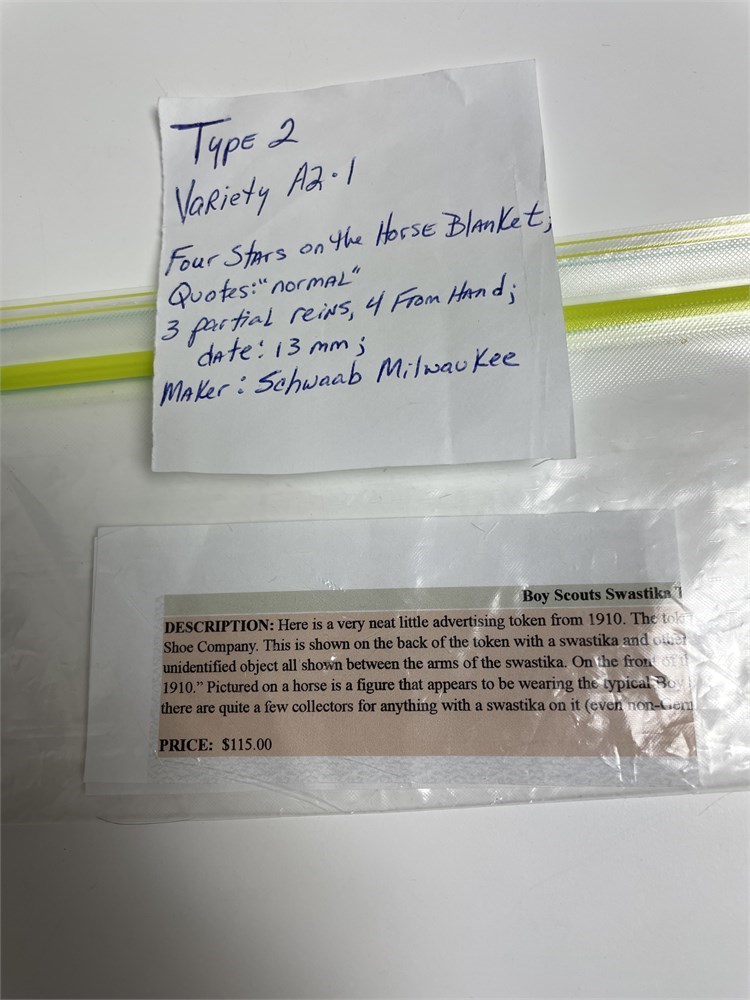 Type 2
Variety A2.1
Four Stars on the Horse Blanket;
Quotes: "normal"
3 partial reins, 4 From Hand;
date: 13 mm;
Maker: Schwaab Milwaukee
Boy Scouts Swastika
DESCRIPTION: Here is a very neat little advertising token from 1910. The
Shoe Company. This is shown on the back of the token with a swastika and
unidentified object all shown between the arms of the swastika. On the front of
1910." Pictured on a horse is a figure that appears to be wearing the typical Boy
there are quite a few collectors for anything with a swastika on it (even
PRICE: $115.00